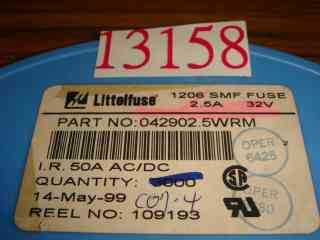 13158
Littelfuse®
1206 SMF FUSE
2.5A 32V
PART NO:042902.5WRM
I.R. 50A AC/DC
OPER
6425
QUANTITY:
14-May-99
OPER
REEL NO: 109193